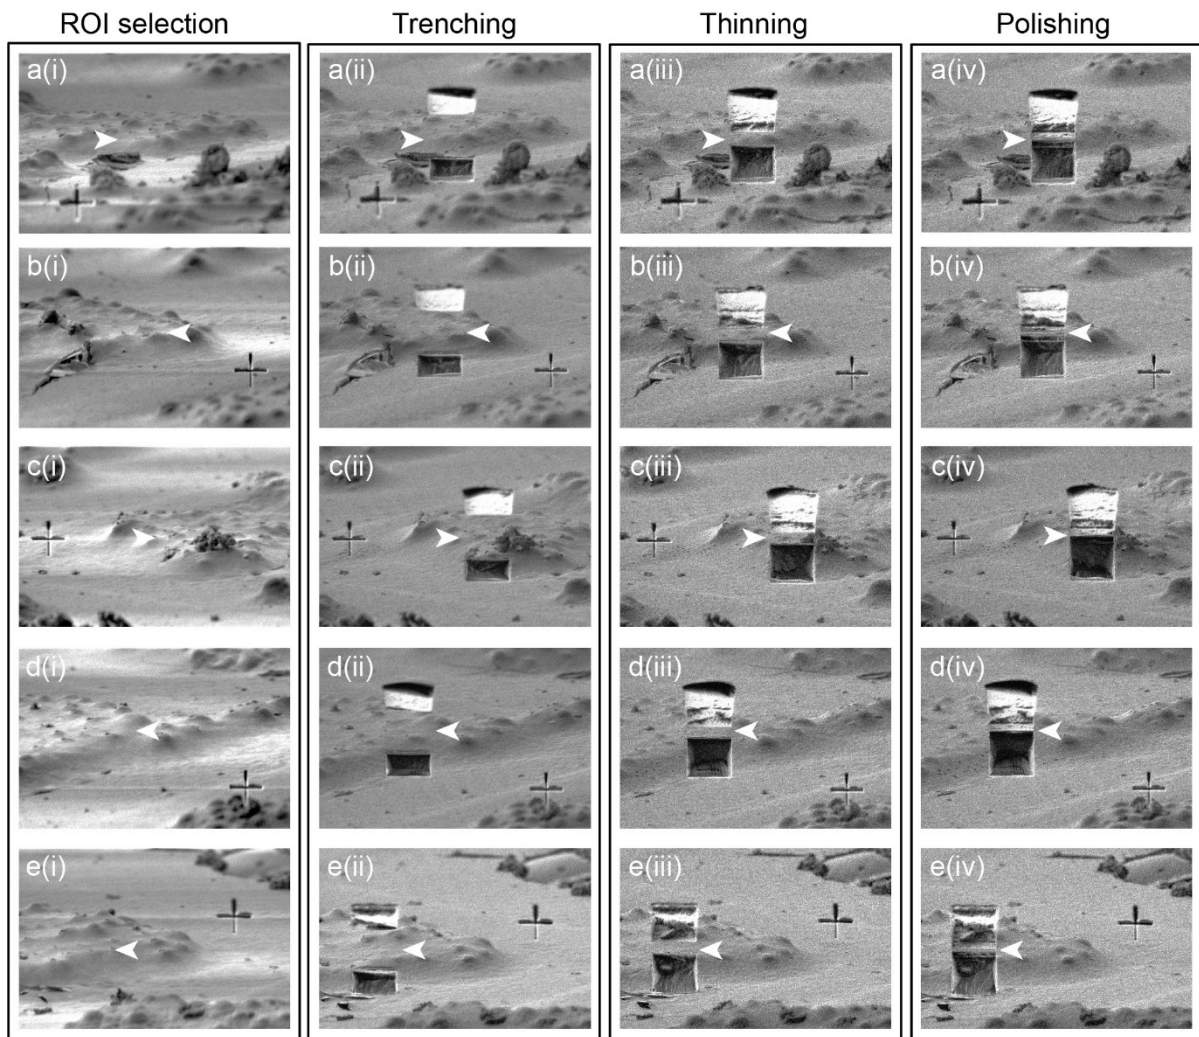 ROI selection Trenching Thinning Polishing
a(i) a(ii) a(iii) a(iv)
b(i) b(ii) b(iii) b(iv)
c(i) c(ii) c(iii) c(iv)
d(i) d(ii) d(iii) d(iv)
e(i) e(ii) e(iii) e(iv)